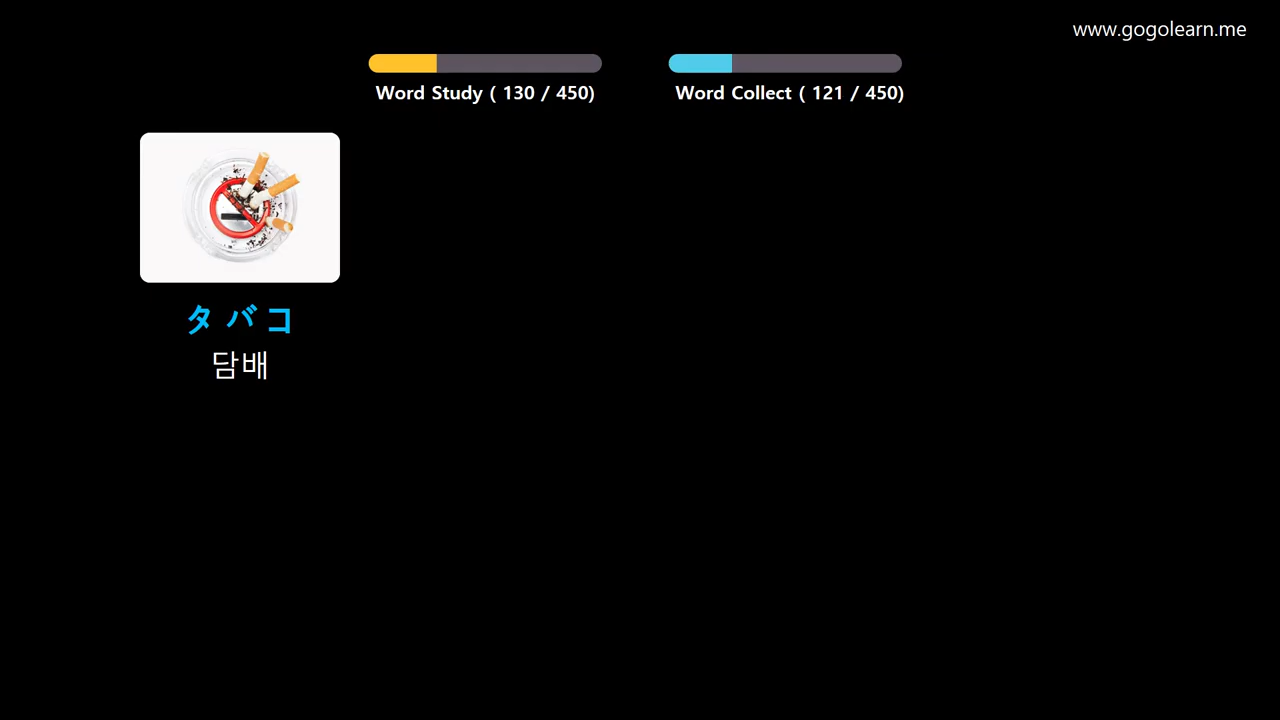 www.gogolearn.me
Word Study ( 130 / 450)
Word Collect ( 121 / 450)
タ バ コ
담배